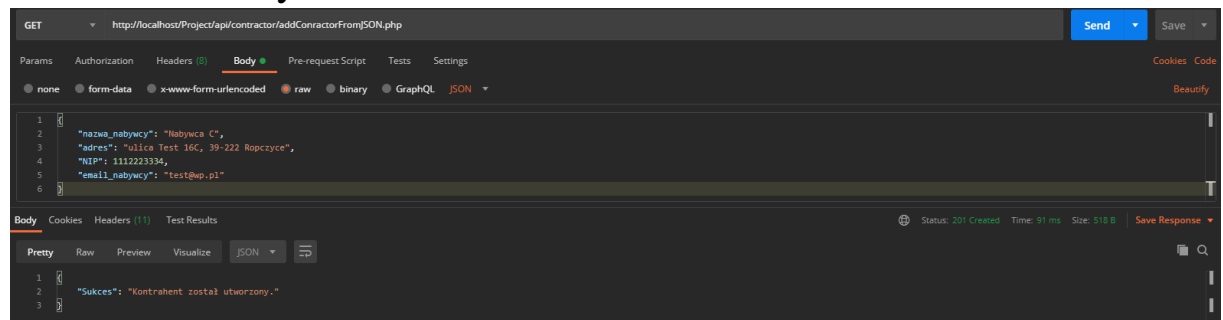 GET http://localhost/Project/api/contractor/addConractorFromJSON.php Send Save
Params Authorization Headers (8) Body Pre-request Script Tests Settings Cookies Code
none form-data x-www-form-urlencoded raw binary GraphQL JSON Beautify
1 {
2 "nazwa_nabywcy": "Nabywca C",
3 "adres": "ulica Test 16C, 39-222 Ropczyce",
4 "NIP": 1112223334,
5 "email_nabywcy": "test@wp.pl"
6 }
Body Cookies Headers (11) Test Results Status: 201 Created Time: 91 ms Size: 518 B Save Response
Pretty Raw Preview Visualize JSON
1 {
2 "Sukces": "Kontrahent został utworzony."
3 }